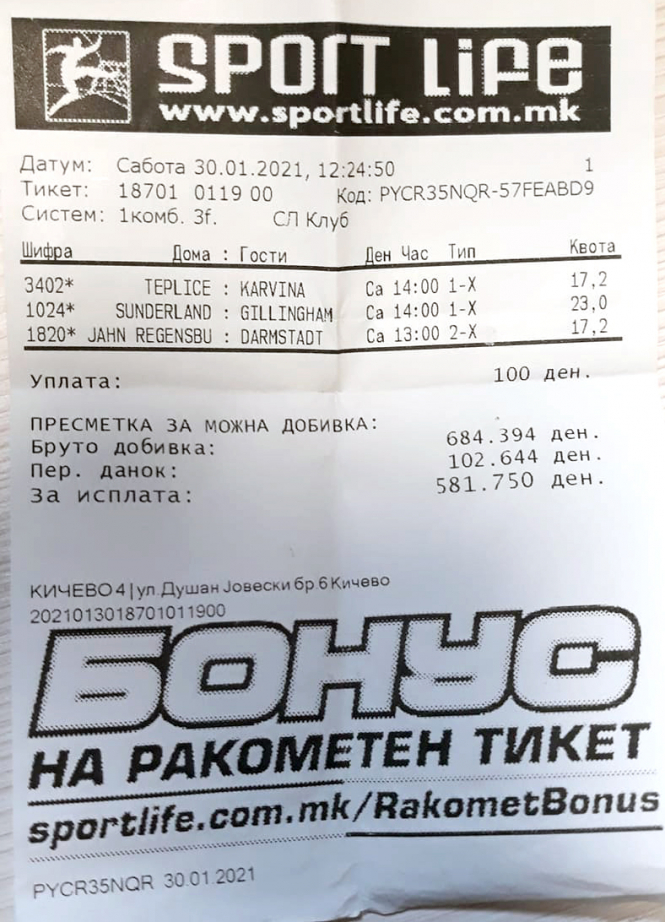 SPORT LIFE
www.sportlife.com.mk
Датум: Сабота 30.01.2021, 12:24:50 1
Тикет: 18701 0119 00 Код: PYCR35NQR-57FEABD9
Систем: 1комб. 3f. СЛ Клуб
Шифра Дома : Гости Ден Час Тип Квота
3402* TEPLICE : KARVINA Са 14:00 1-X 17,2
1024* SUNDERLAND : GILLINGHAM Са 14:00 1-X 23,0
1820* JAHN REGENSBU : DARMSTADT Са 13:00 2-X 17,2
Уплата: 100 ден.
ПРЕСМЕТКА ЗА МОЖНА ДОБИВКА:
Бруто добивка: 684.394 ден.
Пер. данок: 102.644 ден.
За исплата: 581.750 ден.
КИЧЕВО 4 | ул. Душан Јовески бр.6 Кичево
2021013018701011900
БОНУС
НА РАКОМЕТЕН ТИКЕТ
sportlife.com.mk/RakometBonus
PYCR35NQR 30.01.2021